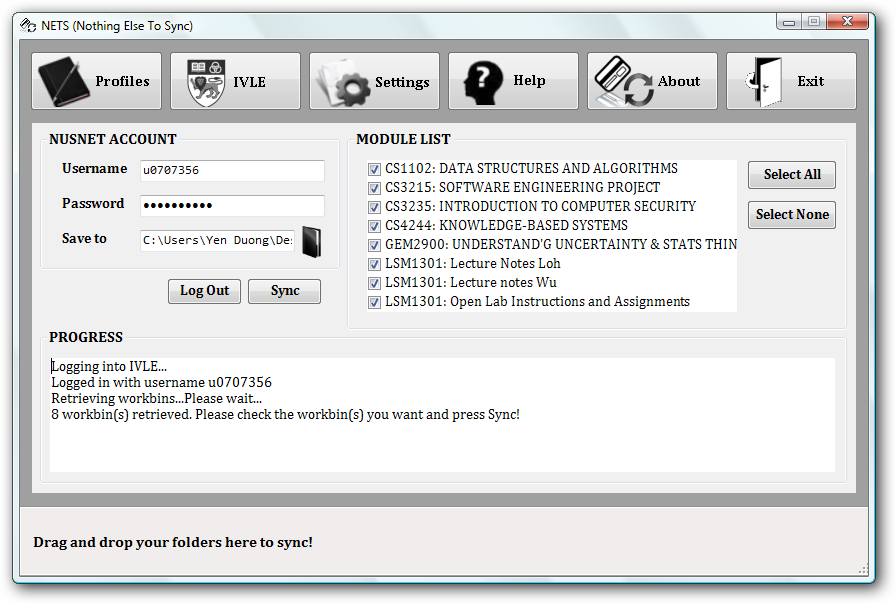 NETS (Nothing Else To Sync)
Profiles
IVLE
Settings
Help
About
Exit
NUSNET ACCOUNT
Username
u0707356
Password
••••••••••
Save to
C:\Users\Yen Duong\De
Log Out
Sync
MODULE LIST
CS1102: DATA STRUCTURES AND ALGORITHMS
CS3215: SOFTWARE ENGINEERING PROJECT
CS3235: INTRODUCTION TO COMPUTER SECURITY
CS4244: KNOWLEDGE-BASED SYSTEMS
GEM2900: UNDERSTAND'G UNCERTAINTY & STATS THIN
LSM1301: Lecture Notes Loh
LSM1301: Lecture notes Wu
LSM1301: Open Lab Instructions and Assignments
Select All
Select None
PROGRESS
Logging into IVLE...
Logged in with username u0707356
Retrieving workbins...Please wait...
8 workbin(s) retrieved. Please check the workbin(s) you want and press Sync!
Drag and drop your folders here to sync!